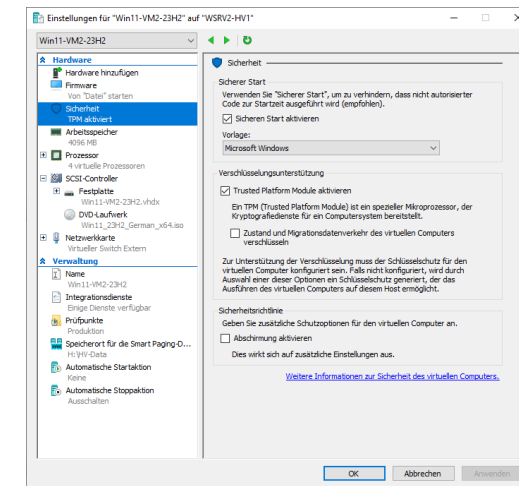 Einstellungen für "Win11-VM2-23H2" auf "WSRV2-HV1"
Win11-VM2-23H2
Hardware
Hardware hinzufügen
Firmware
Von "Datei" starten
Sicherheit
TPM aktiviert
Arbeitsspeicher
4096 MB
Prozessor
4 virtuelle Prozessoren
SCSI-Controller
Festplatte
Win11-VM2-23H2.vhdx
DVD-Laufwerk
Win11_23H2_German_x64.iso
Netzwerkkarte
Virtueller Switch Extern
Verwaltung
Name
Win11-VM2-23H2
Integrationsdienste
Einige Dienste verfügbar
Prüfpunkte
Produktion
Speicherort für die Smart Paging-D...
H:\HV-Data
Automatische Startaktion
Keine
Automatische Stoppaktion
Ausschalten
Sicherheit
Sicherer Start
Verwenden Sie "Sicherer Start", um zu verhindern, dass nicht autorisierter
Code zur Startzeit ausgeführt wird (empfohlen).
Sicheren Start aktivieren
Vorlage:
Microsoft Windows
Verschlüsselungsunterstützung
Trusted Platform Module aktivieren
Ein TPM (Trusted Platform Module) ist ein spezieller Mikroprozessor, der
Kryptografiedienste für ein Computersystem bereitstellt.
Zustand und Migrationsdatenverkehr des virtuellen Computers
verschlüsseln
Zur Unterstützung der Verschlüsselung muss der Schlüsselschutz für den
virtuellen Computer konfiguriert sein. Falls nicht konfiguriert, wird durch
Auswahl einer dieser Optionen ein Schlüsselschutz generiert, der das
Ausführen des virtuellen Computers auf diesem Host ermöglicht.
Sicherheitsrichtlinie
Geben Sie zusätzliche Schutzoptionen für den virtuellen Computer an.
Abschirmung aktivieren
Dies wirkt sich auf zusätzliche Einstellungen aus.
Weitere Informationen zur Sicherheit des virtuellen Computers.
OK
Abbrechen
Anwenden